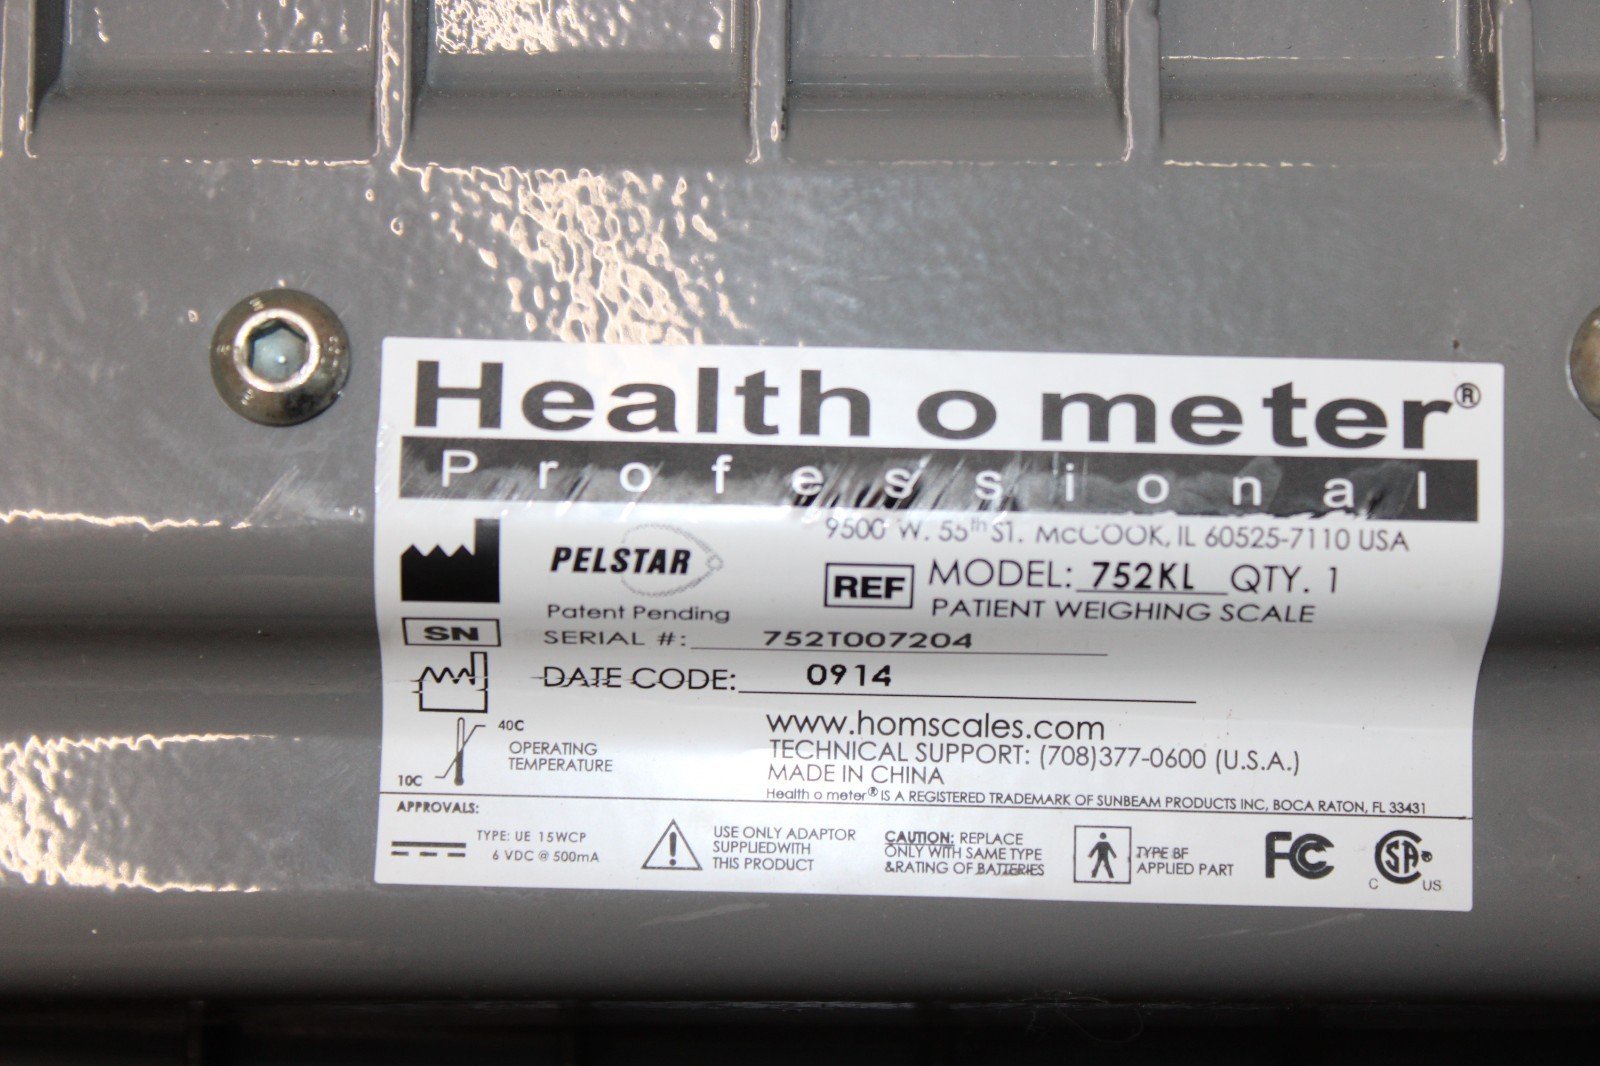 Health o meter®
Professional
9500 W. 55th ST. McCOOK, IL 60525-7110 USA
PELSTAR
Patent Pending
REF MODEL: 752KL QTY. 1
PATIENT WEIGHING SCALE
SN SERIAL #: 752T007204
DATE CODE: 0914
40C
10C
OPERATING
TEMPERATURE
www.homscales.com
TECHNICAL SUPPORT: (708)377-0600 (U.S.A.)
MADE IN CHINA
Health o meter® IS A REGISTERED TRADEMARK OF SUNBEAM PRODUCTS INC, BOCA RATON, FL 33431
APPROVALS:
TYPE: UE 15WCP
6 VDC @ 500mA
USE ONLY ADAPTOR
SUPPLIEDWITH
THIS PRODUCT
CAUTION: REPLACE
ONLY WITH SAME TYPE
&RATING OF BATTERIES
TYPE BF
APPLIED PART
FC
SA®
C US